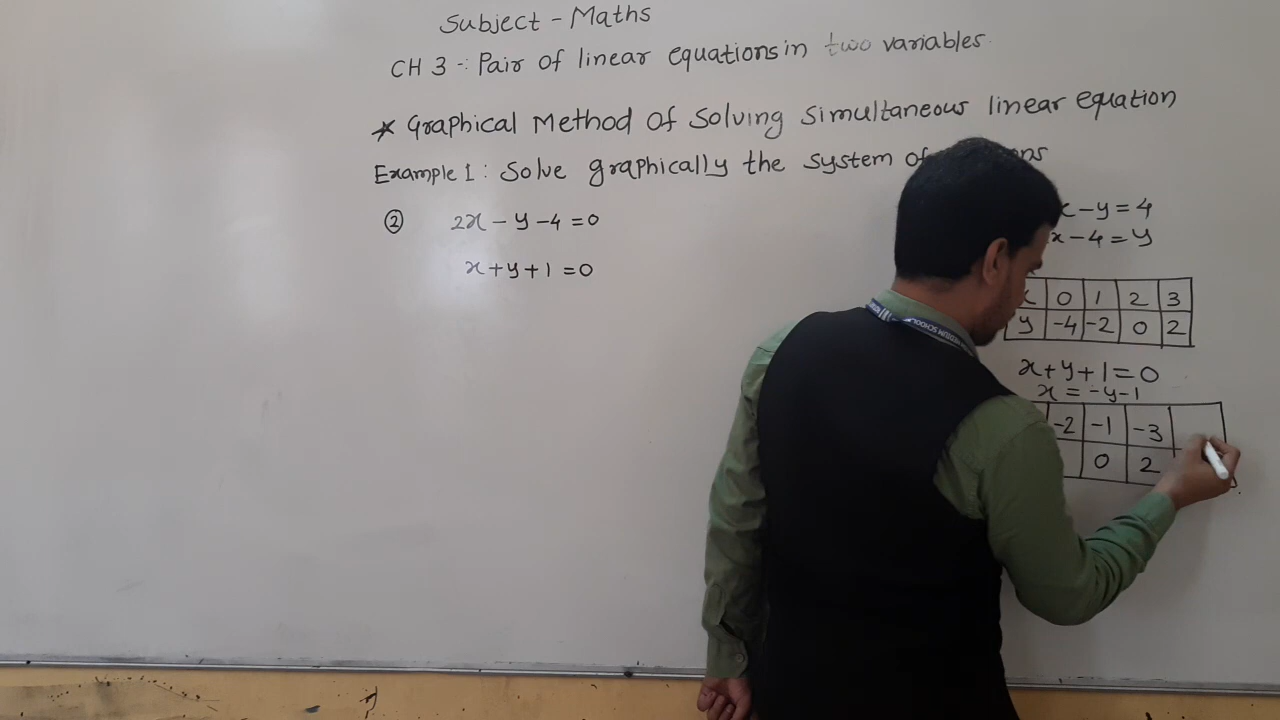 Subject - Maths
CH 3 -: Pair of linear equations in two variables.
* Graphical Method of Solving simultaneous linear equation
Example 1 : Solve graphically the system of
② 2x - y - 4 = 0
x + y + 1 = 0
x - y = 4
x - 4 = y
x 0 1 2 3
y -4 -2 0 2
x + y + 1 = 0
x = -y - 1
-2 -1 -3
0 2